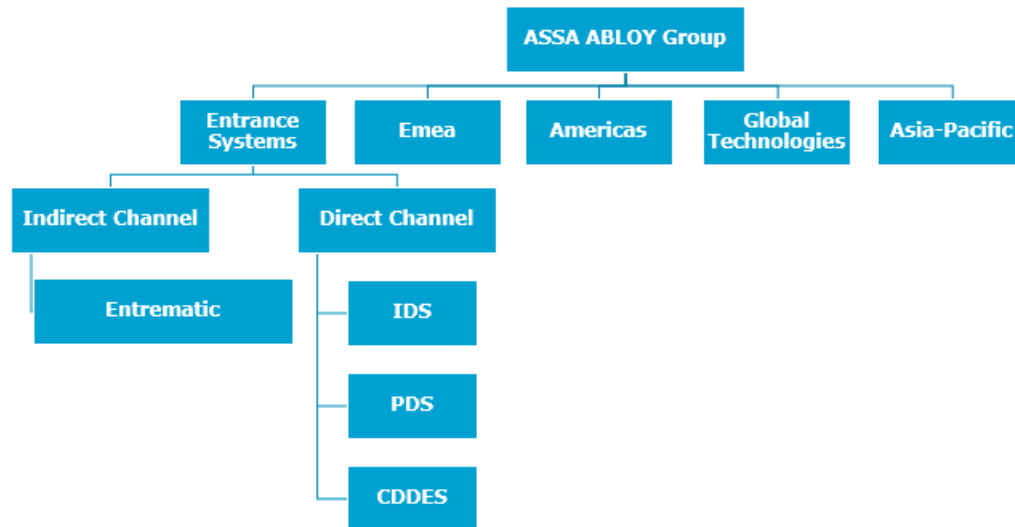 ASSA ABLOY Group
Entrance
Systems
Emea
Americas
Global
Technologies
Asia-Pacific
Indirect Channel
Direct Channel
Entrematic
IDS
PDS
CDDES